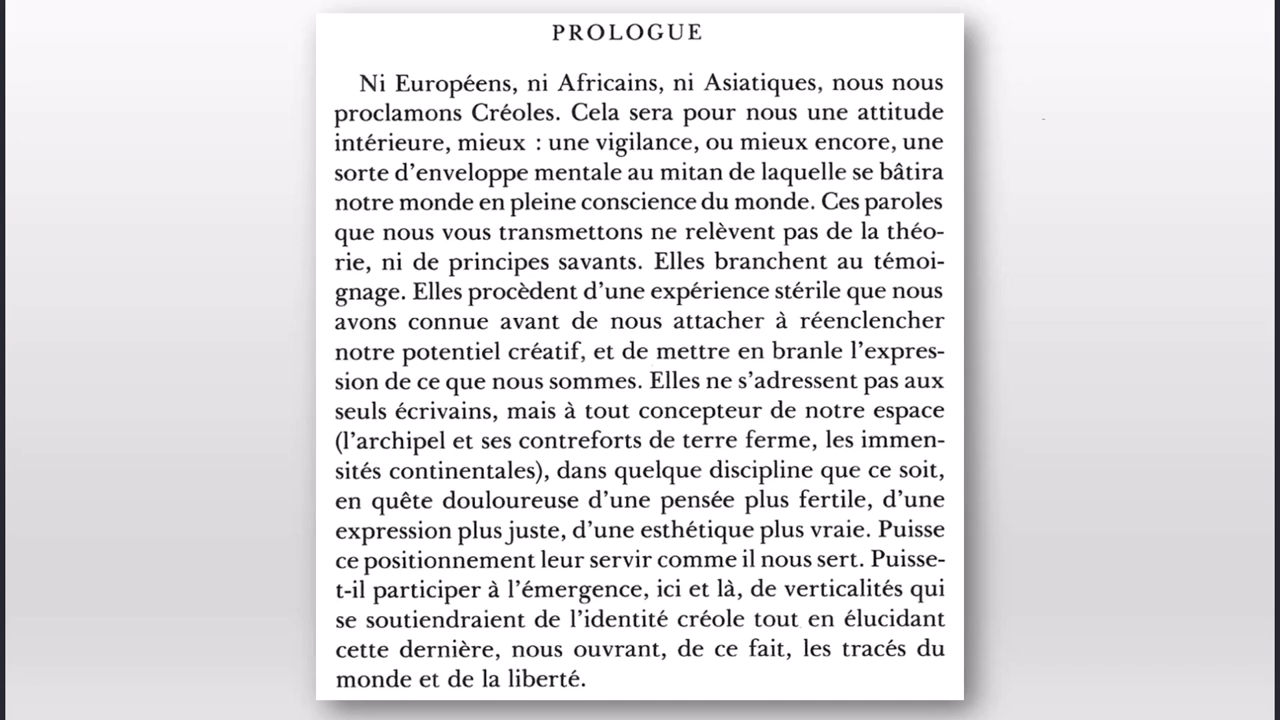 PROLOGUE
Ni Européens, ni Africains, ni Asiatiques, nous nous
proclamons Créoles. Cela sera pour nous une attitude
intérieure, mieux : une vigilance, ou mieux encore, une
sorte d'enveloppe mentale au mitan de laquelle se bâtira
notre monde en pleine conscience du monde. Ces paroles
que nous vous transmettons ne relèvent pas de la théo-
rie, ni de principes savants. Elles branchent au témoi-
gnage. Elles procèdent d'une expérience stérile que nous
avons connue avant de nous attacher à réenclencher
notre potentiel créatif, et de mettre en branle l'expres-
sion de ce que nous sommes. Elles ne s'adressent pas aux
seuls écrivains, mais à tout concepteur de notre espace
(l'archipel et ses contreforts de terre ferme, les immen-
sités continentales), dans quelque discipline que ce soit,
en quête douloureuse d'une pensée plus fertile, d'une
expression plus juste, d'une esthétique plus vraie. Puisse
ce positionnement leur servir comme il nous sert. Puisse-
t-il participer à l'émergence, ici et là, de verticalités qui
se soutiendraient de l'identité créole tout en élucidant
cette dernière, nous ouvrant, de ce fait, les tracés du
monde et de la liberté.